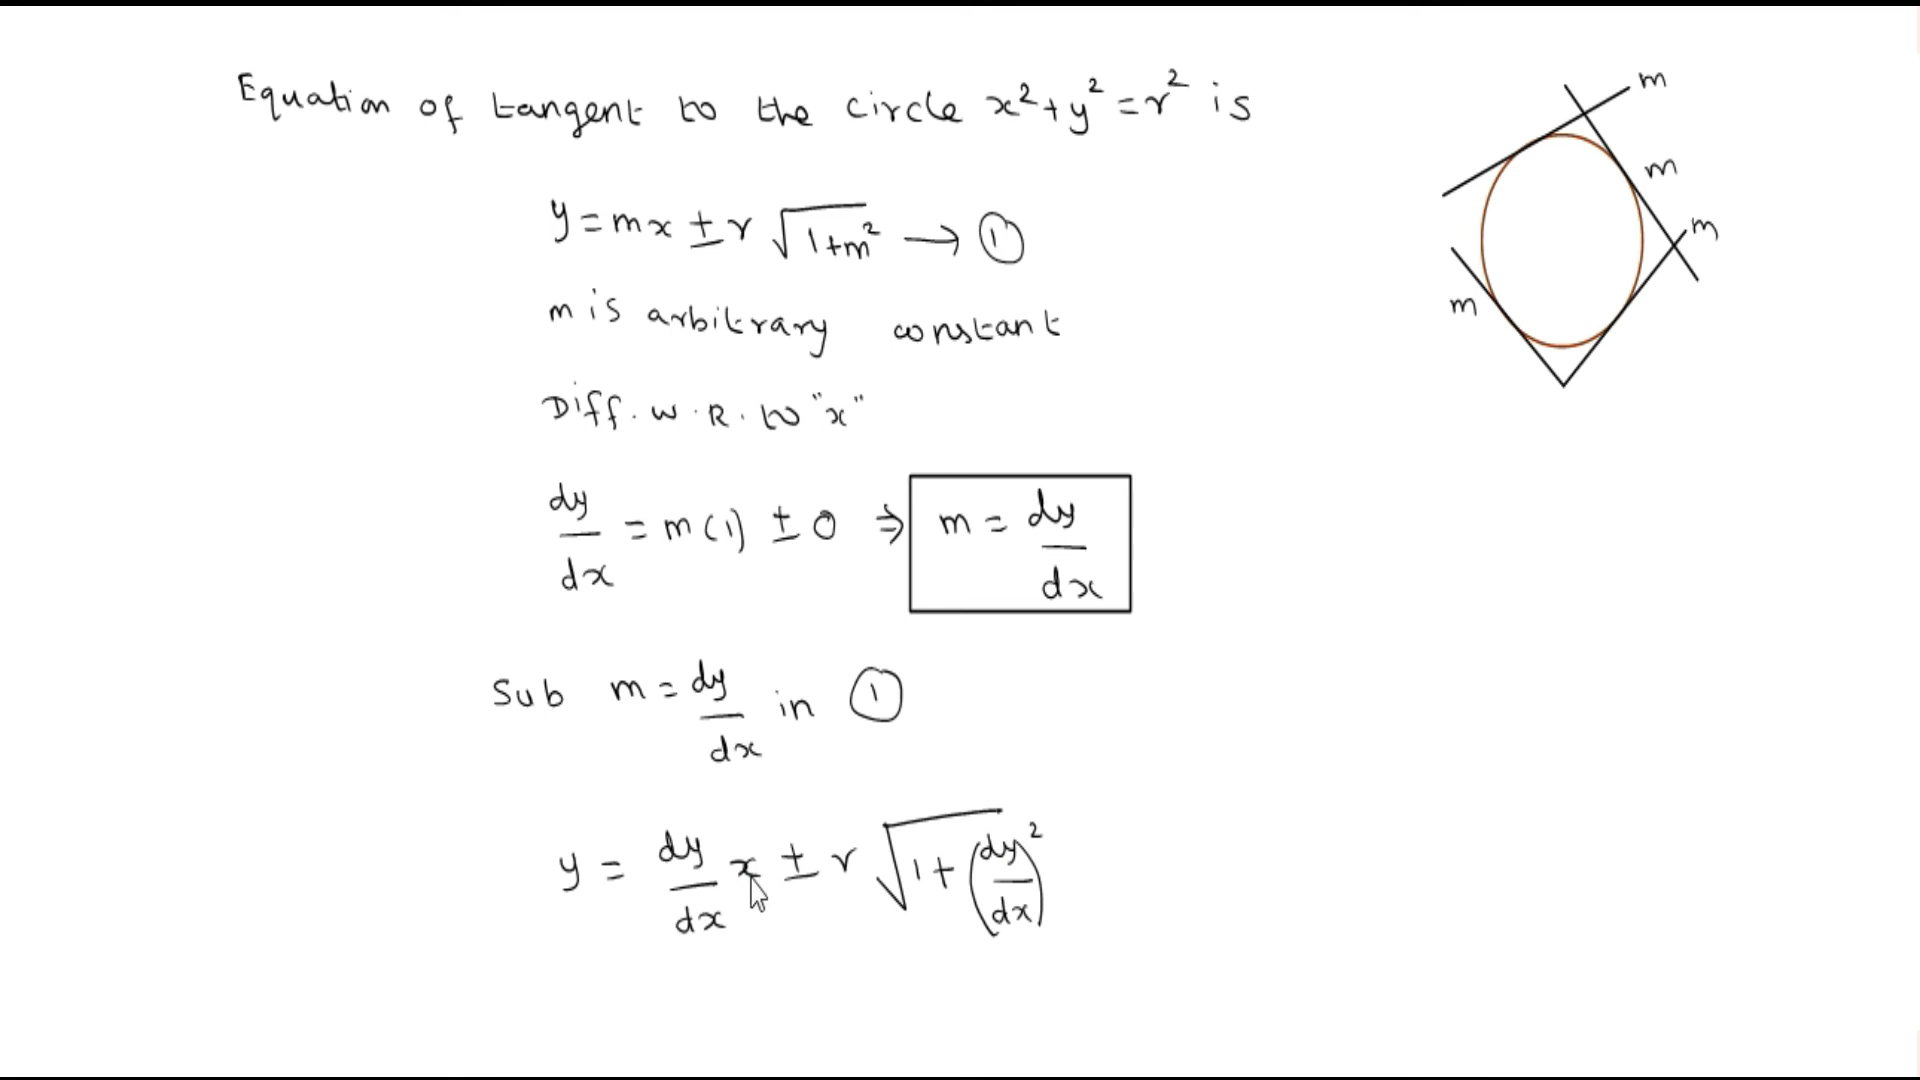 Equation of tangent to the circle x²+y²=r² is
y=mx±r√(1+m²) → ①
m is arbitrary constant
Diff. W.R. to "x"
dy/dx = m(1) ± 0 ⇒ m = dy/dx
Sub m = dy/dx in ①
y = dy/dx x ± r √(1+(dy/dx)²)
m
m
m
m